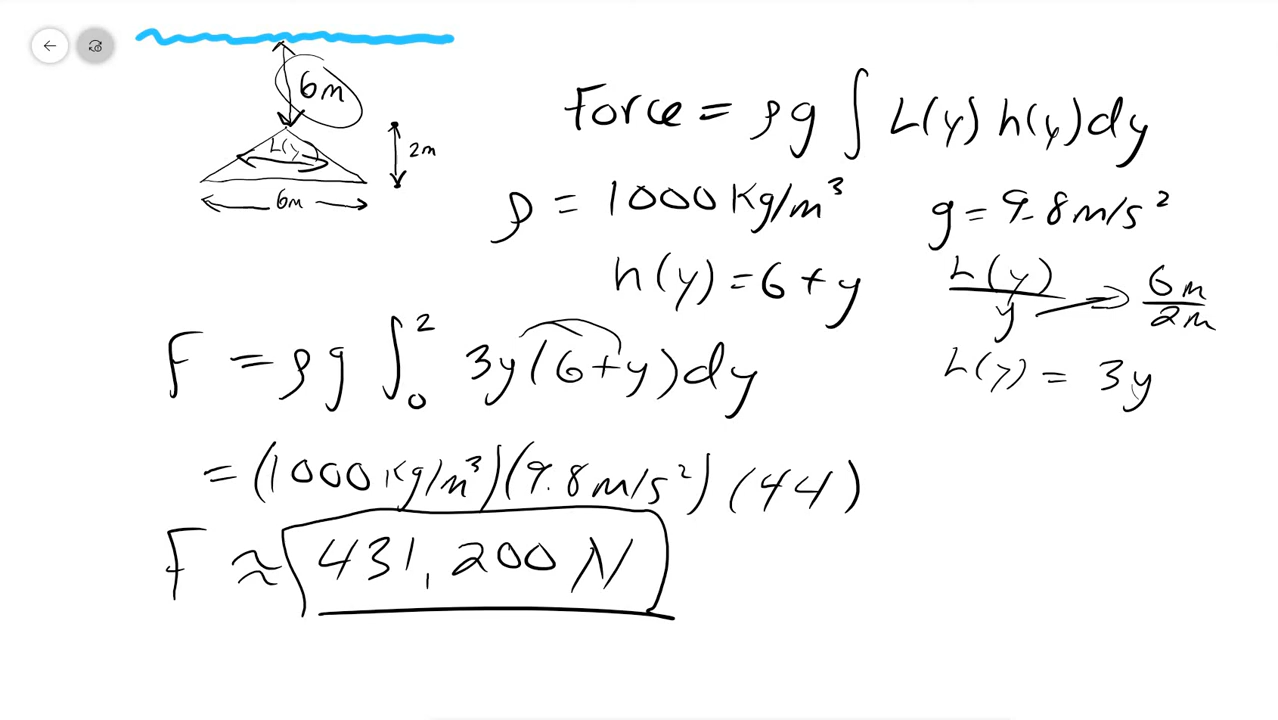 6m
L(y)
2m
6m
Force = ρg ∫ L(y) h(y) dy
ρ = 1000 Kg/m³ g = 9.8 m/s²
h(y) = 6 + y
L(y)/y => 6m/2m
L(y) = 3y
F = ρg ∫₀² 3y(6+y)dy
= (1000 Kg/m³)(9.8 m/s²)(44)
F ≈ 431,200 N